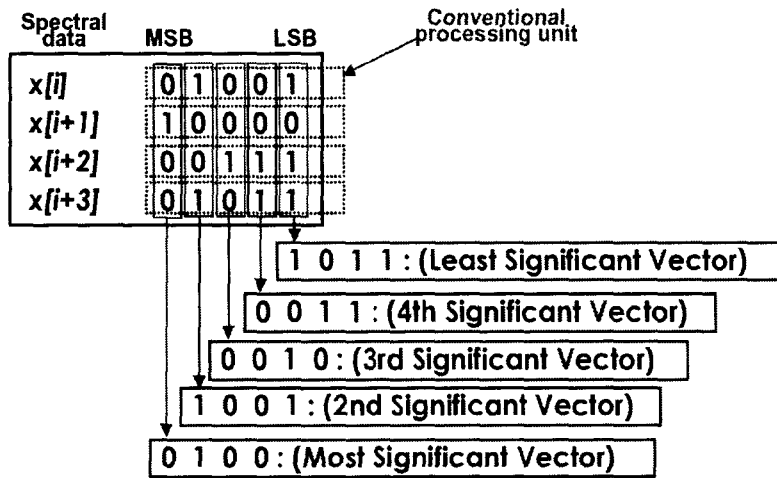 Spectral data MSB LSB
Conventional processing unit
x[i] 0 1 0 0 1
x[i+1] 1 0 0 0 0
x[i+2] 0 0 1 1 1
x[i+3] 0 1 0 1 1
1 0 1 1 : (Least Significant Vector)
0 0 1 1 : (4th Significant Vector)
0 0 1 0 : (3rd Significant Vector)
1 0 0 1 : (2nd Significant Vector)
0 1 0 0 : (Most Significant Vector)